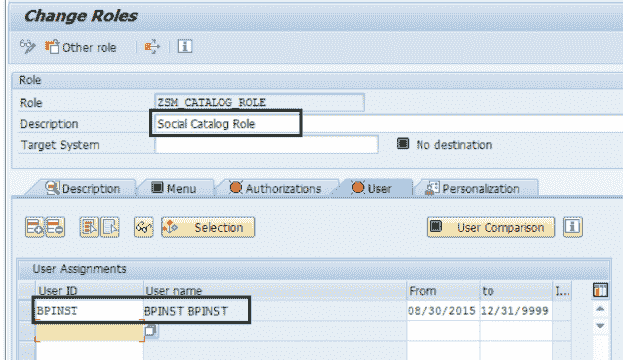 Change Roles
Other role
Role
Role ZSM_CATALOG_ROLE
Description Social Catalog Role
Target System No destination
Description Menu Authorizations User Personalization
Selection User Comparison
User Assignments
User ID User name From to I...
BPINST BPINST BPINST 08/30/2015 12/31/9999